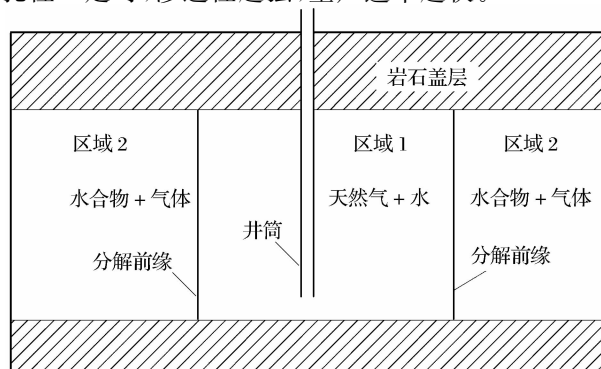 岩石盖层
区域 2
区域 1
区域 2
水合物 + 气体
天然气 + 水
水合物 + 气体
井筒
分解前缘
分解前缘